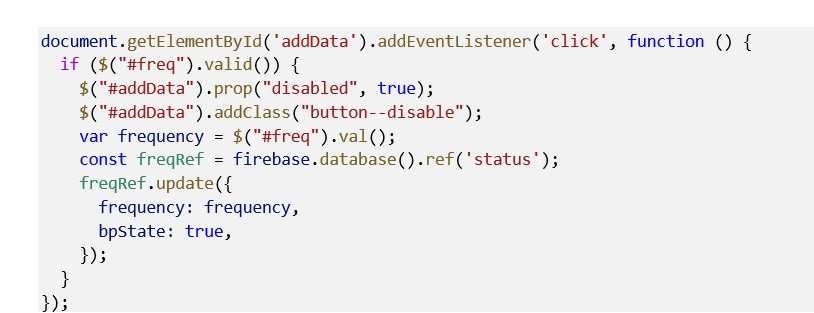 document.getElementById('addData').addEventListener('click', function () {
  if ($("#freq").valid()) {
    $("#addData").prop("disabled", true);
    $("#addData").addClass("button--disable");
    var frequency = $("#freq").val();
    const freqRef = firebase.database().ref('status');
    freqRef.update({
      frequency: frequency,
      bpState: true,
    });
  }
});